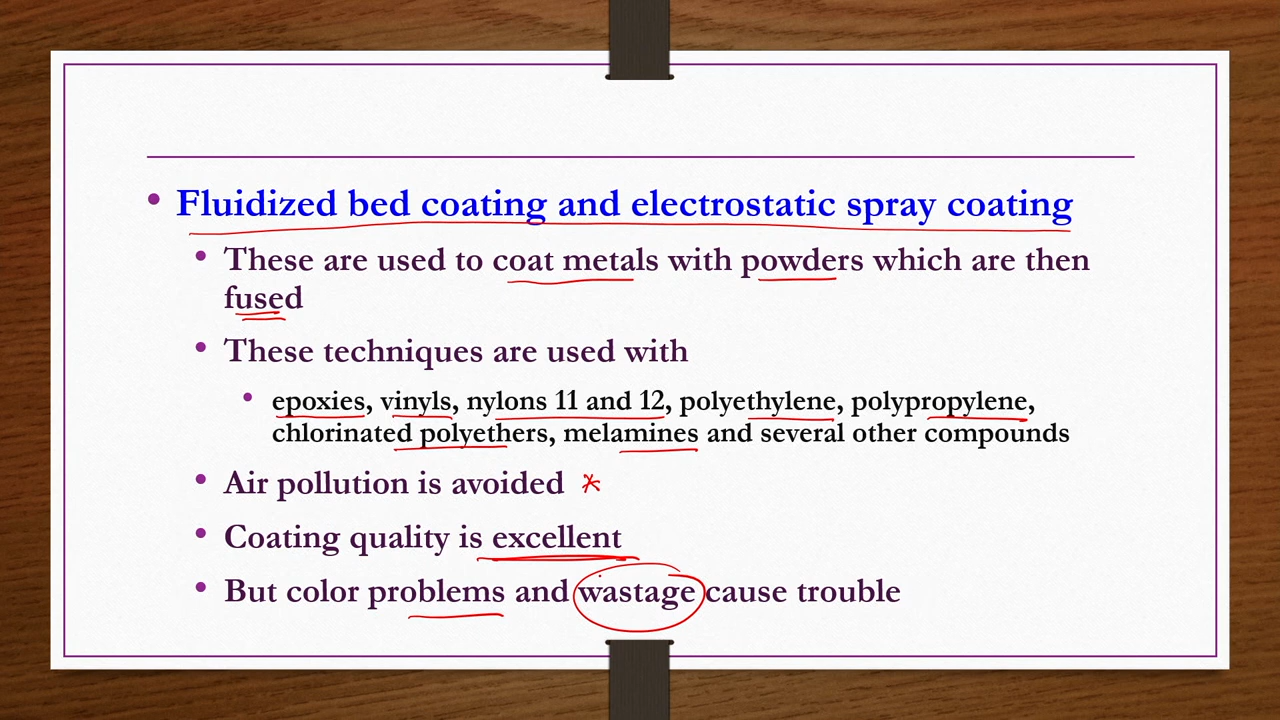 • Fluidized bed coating and electrostatic spray coating
• These are used to coat metals with powders which are then
fused
• These techniques are used with
• epoxies, vinyls, nylons 11 and 12, polyethylene, polypropylene,
chlorinated polyethers, melamines and several other compounds
• Air pollution is avoided *
• Coating quality is excellent
• But color problems and wastage cause trouble